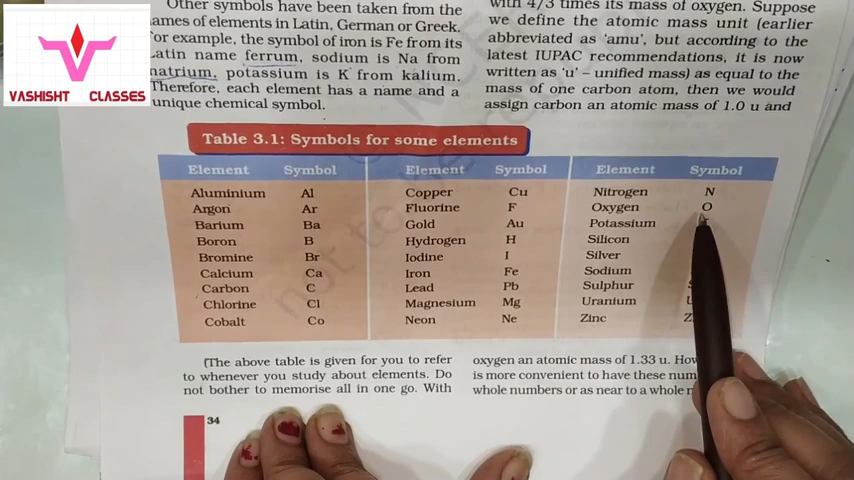 VASHISHT CLASSES
Other symbols have been taken from the
names of elements in Latin, German or Greek.
For example, the symbol of iron is Fe from its
Latin name ferrum, sodium is Na from
natrium, potassium is K from kalium.
Therefore, each element has a name and a
unique chemical symbol.
with 4/3 times its mass of oxygen. Suppose
we define the atomic mass unit (earlier
abbreviated as ‘amu’, but according to the
latest IUPAC recommendations, it is now
written as ‘u’ – unified mass) as equal to the
mass of one carbon atom, then we would
assign carbon an atomic mass of 1.0 u and
Table 3.1: Symbols for some elements
Element Symbol Element Symbol Element Symbol
Aluminium Al Copper Cu Nitrogen N
Argon Ar Fluorine F Oxygen O
Barium Ba Gold Au Potassium
Boron B Hydrogen H Silicon
Bromine Br Iodine I Silver
Calcium Ca Iron Fe Sodium
Carbon C Lead Pb Sulphur
Chlorine Cl Magnesium Mg Uranium
Cobalt Co Neon Ne Zinc
(The above table is given for you to refer
to whenever you study about elements. Do
not bother to memorise all in one go. With
oxygen an atomic mass of 1.33 u.
is more convenient to have these
whole numbers or as near to a whole
34
not to